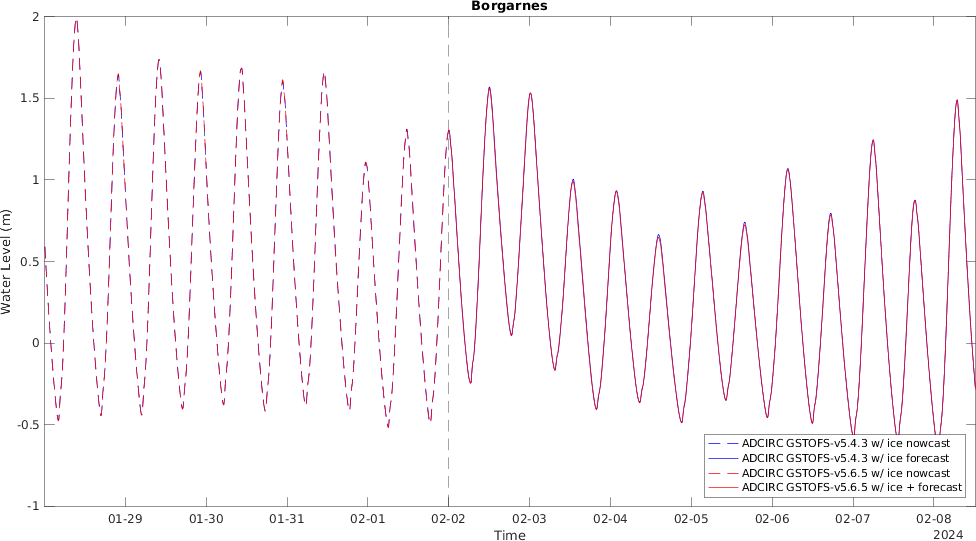 Borgarnes
2
1.5
1
0.5
0
-0.5
-1
Water Level (m)
01-29 01-30 01-31 02-01 02-02 02-03 02-04 02-05 02-06 02-07 02-08
Time
2024
ADCIRC GSTOFS-v5.4.3 w/ ice nowcast
ADCIRC GSTOFS-v5.4.3 w/ ice forecast
ADCIRC GSTOFS-v5.6.5 w/ ice nowcast
ADCIRC GSTOFS-v5.6.5 w/ ice + forecast